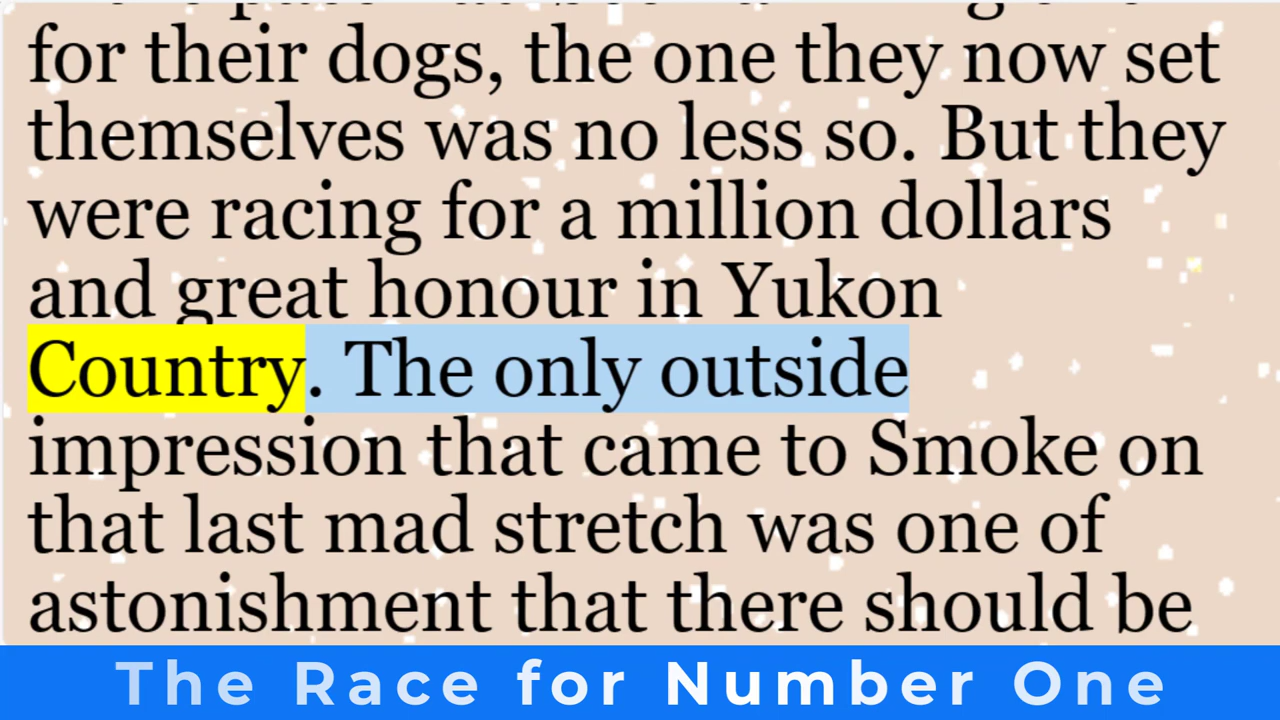 for their dogs, the one they now set
themselves was no less so. But they
were racing for a million dollars
and great honour in Yukon
Country. The only outside
impression that came to Smoke on
that last mad stretch was one of
astonishment that there should be
The Race for Number One